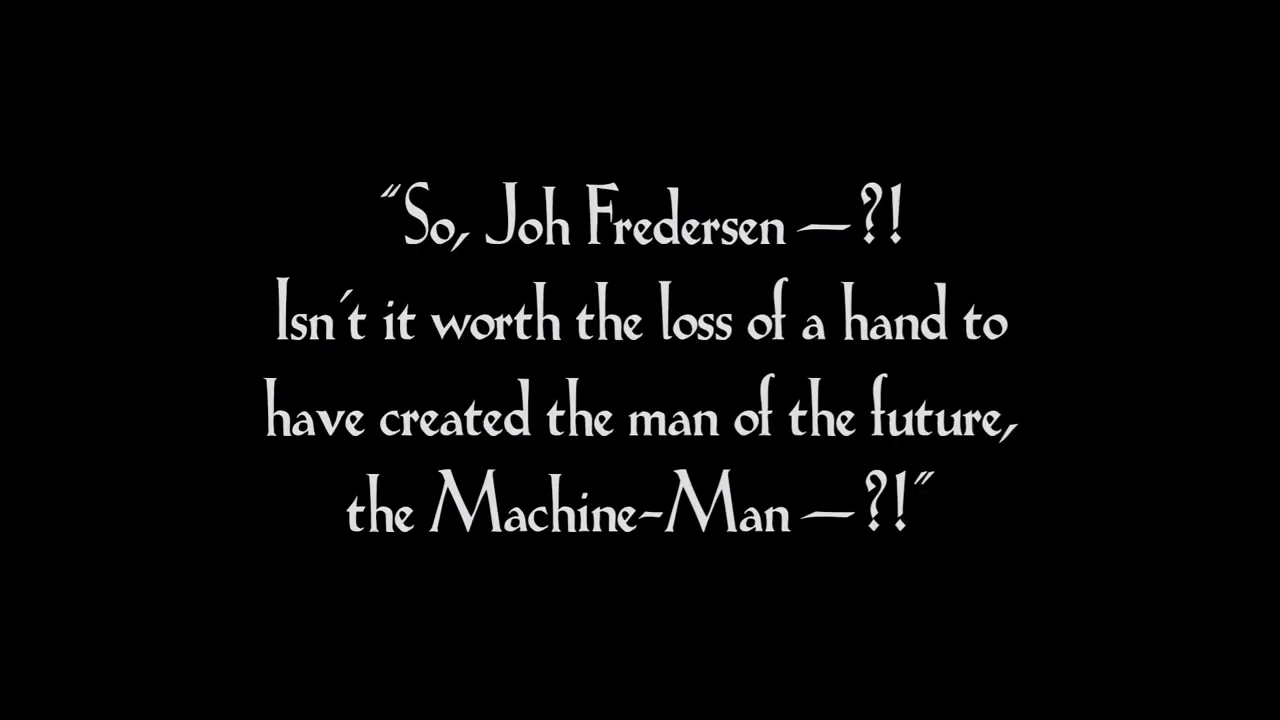 "So, Joh Fredersen —?!
Isn't it worth the loss of a hand to
have created the man of the future,
the Machine-Man —?!"